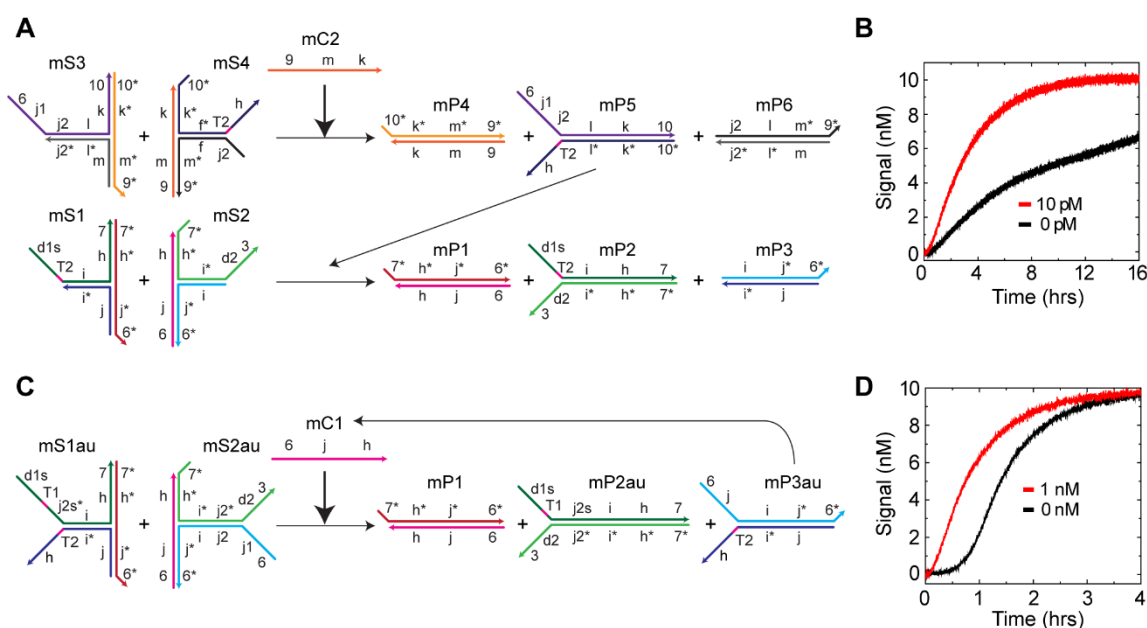 A
mC2
9 m k
mS3
mS4
6
j1
j2
l
10
10*
k
k*
j2*
l*
m
m*
9*
+
10*
k
k*
h
T2
f*
f
j2
m
m*
9
9*
mP4
10* k* m* 9*
k m 9
+
mP5
6
j1
j2
l k 10
T2 l* k* 10*
h
+
mP6
j2 l m* 9*
j2* l* m
mS1
mS2
d1s
T2
i
i*
7
7*
h
h*
j
j*
6*
+
7*
h
h*
i*
i
d2
3
j
j*
6
6*
mP1
7* h* j* 6*
h j 6
+
mP2
d1s
T2
i h 7
d2 i* h* 7*
3
+
mP3
i j* 6*
i* j
B
Signal (nM)
10
8
6
4
2
0
10 pM
0 pM
0 4 8 12 16
Time (hrs)
C
mC1
6 j h
mS1au
mS2au
d1s
T1
j2s*
i
7
7*
h
h*
T2
i*
h
j
j*
6*
+
7*
h
h*
i*
j2*
d2
3
i
j2
j1
6
j
j*
6
6*
mP1
7* h* j* 6*
h j 6
+
mP2au
d1s
T1
j2s i h 7
d2
j2* i* h* 7*
3
+
mP3au
6
j
i j* 6*
T2
i* j
h
D
Signal (nM)
10
8
6
4
2
0
1 nM
0 nM
0 1 2 3 4
Time (hrs)